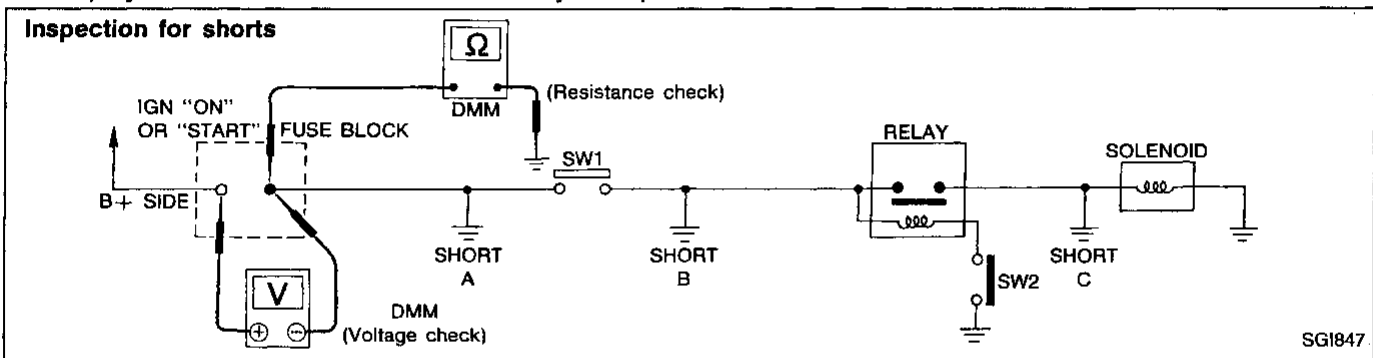 Inspection for shorts
Ω
DMM
(Resistance check)
IGN "ON"
OR "START"
FUSE BLOCK
B+ SIDE
SW1
RELAY
SOLENOID
SHORT
A
SHORT
B
SW2
SHORT
C
V
+ −
DMM
(Voltage check)
SGI847